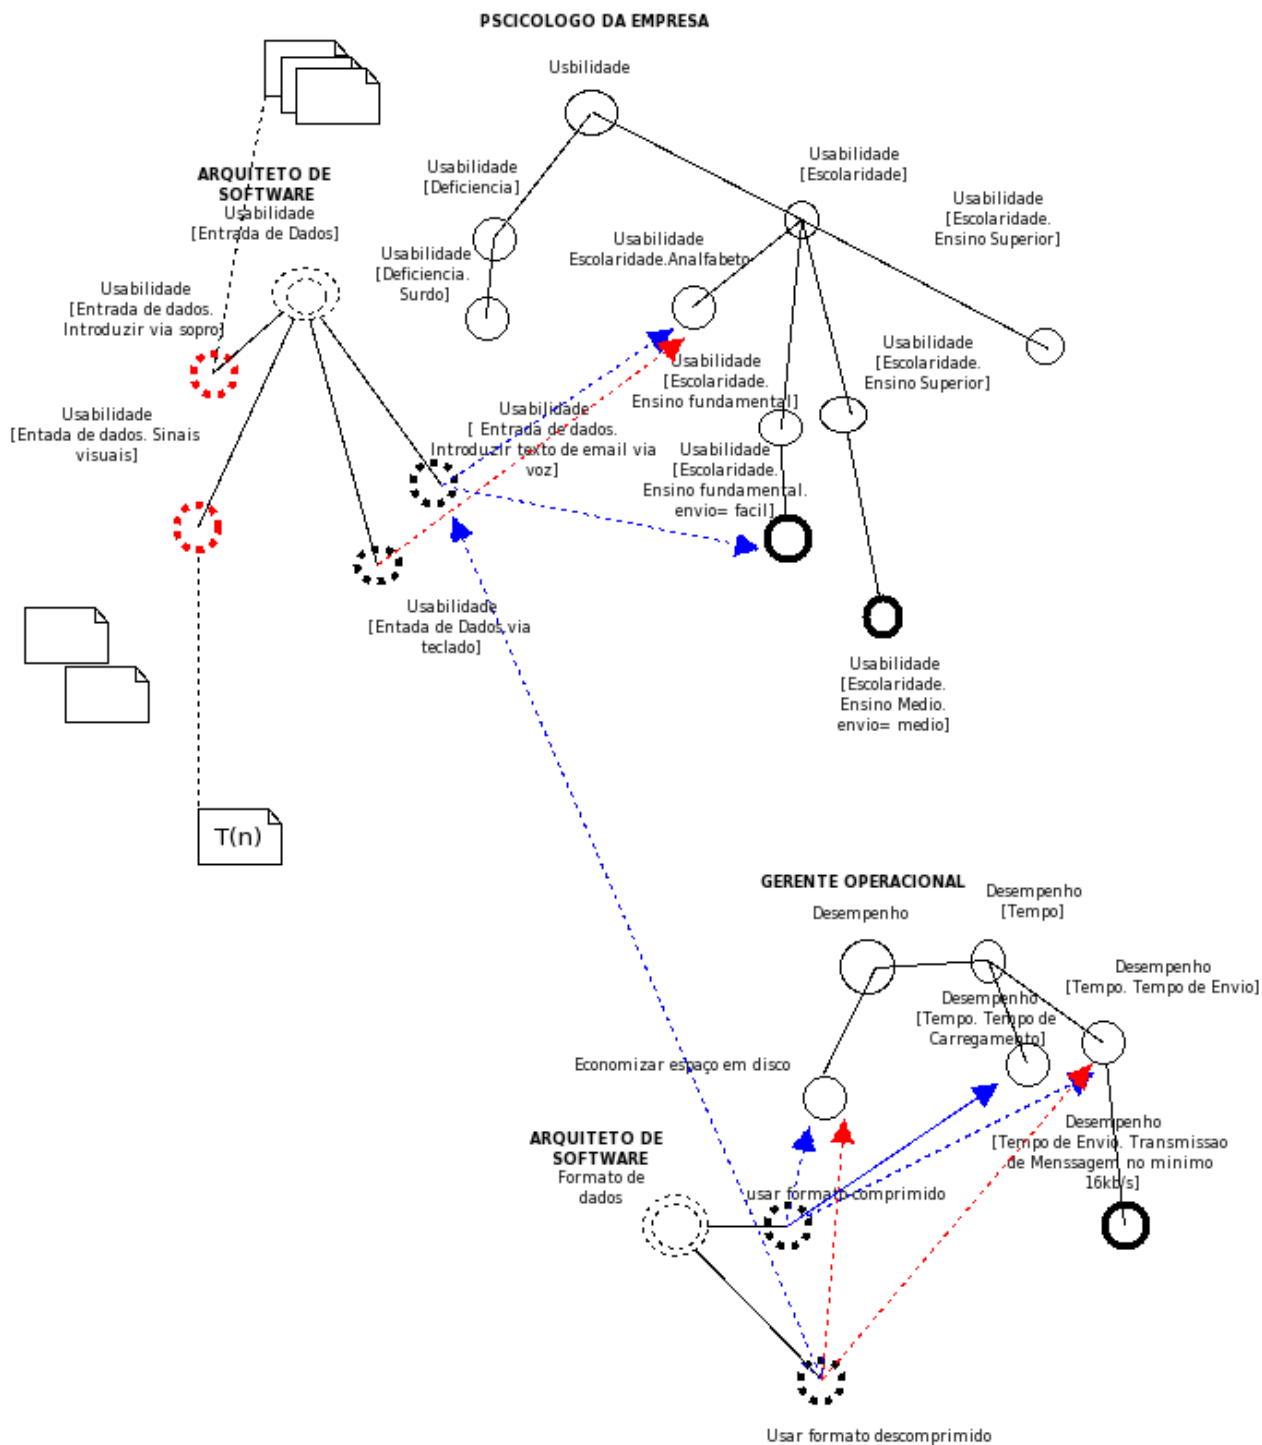 PSCICOLOGO DA EMPRESA
Usbilidade
ARQUITETO DE
SOFTWARE
Usabilidade
[Entrada de Dados]
Usabilidade
[Deficiencia]
Usabilidade
[Escolaridade]
Usabilidade
[Escolaridade.
Ensino Superior]
Usabilidade
[Deficiencia.
Surdo]
Usabilidade
Escolaridade.Analfabeto
Usabilidade
[Entrada de dados.
Introduzir via sopro]
Usabilidade
[Escolaridade.
Ensino Superior]
Usabilidade
[Escolaridade.
Ensino fundamental]
Usabilidade
[Entada de dados. Sinais
visuais]
Usabilidade
[ Entrada de dados.
Introduzir texto de email via
voz]
Usabilidade
[Escolaridade.
Ensino fundamental.
envio= facil]
Usabilidade
[Entada de Dados.via
teclado]
Usabilidade
[Escolaridade.
Ensino Medio.
envio= medio]
T(n)
GERENTE OPERACIONAL
Desempenho
Desempenho
[Tempo]
Desempenho
[Tempo. Tempo de Envio]
Desempenho
[Tempo. Tempo de
Carregamento]
Economizar espaço em disco
ARQUITETO DE
SOFTWARE
Formato de
dados
Desempenho
[Tempo de Envio. Transmissao
de Menssagem no minimo
16kb/s]
usar formato comprimido
Usar formato descomprimido